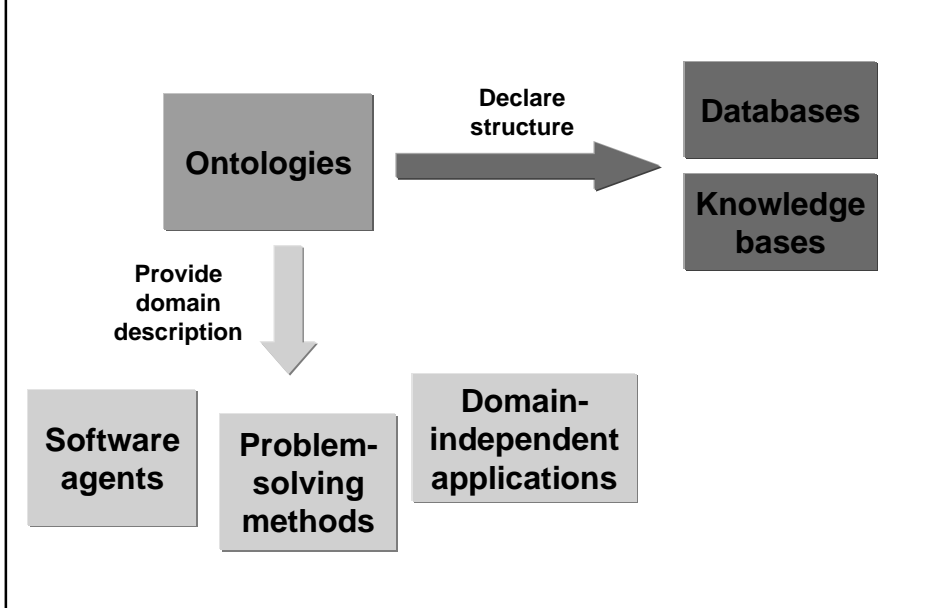 Declare
structure
Databases
Ontologies
Knowledge
bases
Provide
domain
description
Software
agents
Problem-
solving
methods
Domain-
independent
applications